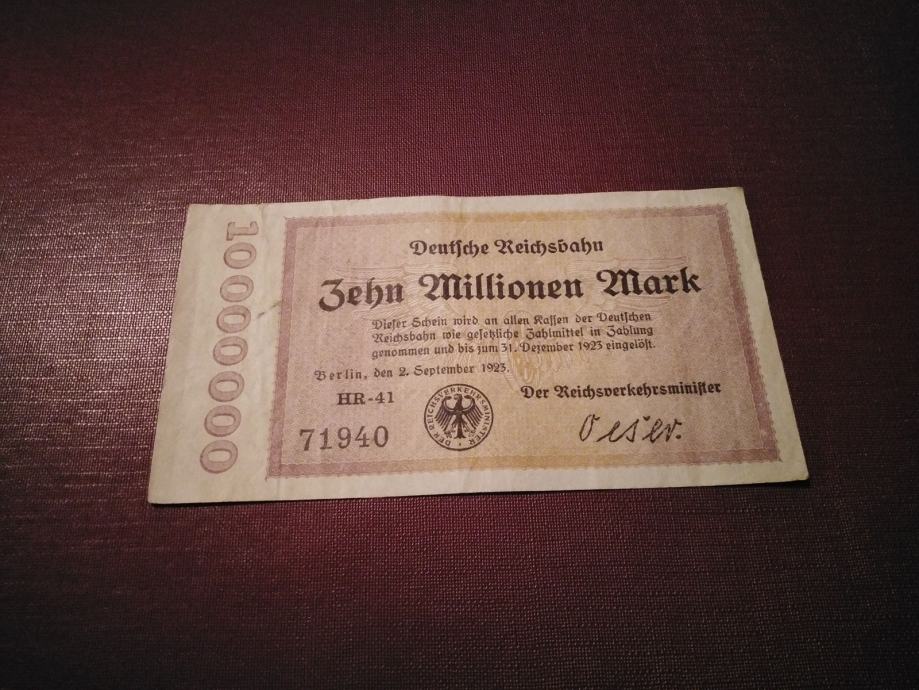 10000000
Deutsche Reichsbahn
Zehn Millionen Mark
Dieser Schein wird an allen Kassen der Deutschen
Reichsbahn wie gesetzliche Zahlmittel in Zahlung
genommen und bis zum 31. Dezember 1923 eingelöst.
Berlin, den 2. September 1923.
HR-41
Der Reichsverkehrsminister
71940
DER REICHSVERKEHRSMINISTER
Oeser.